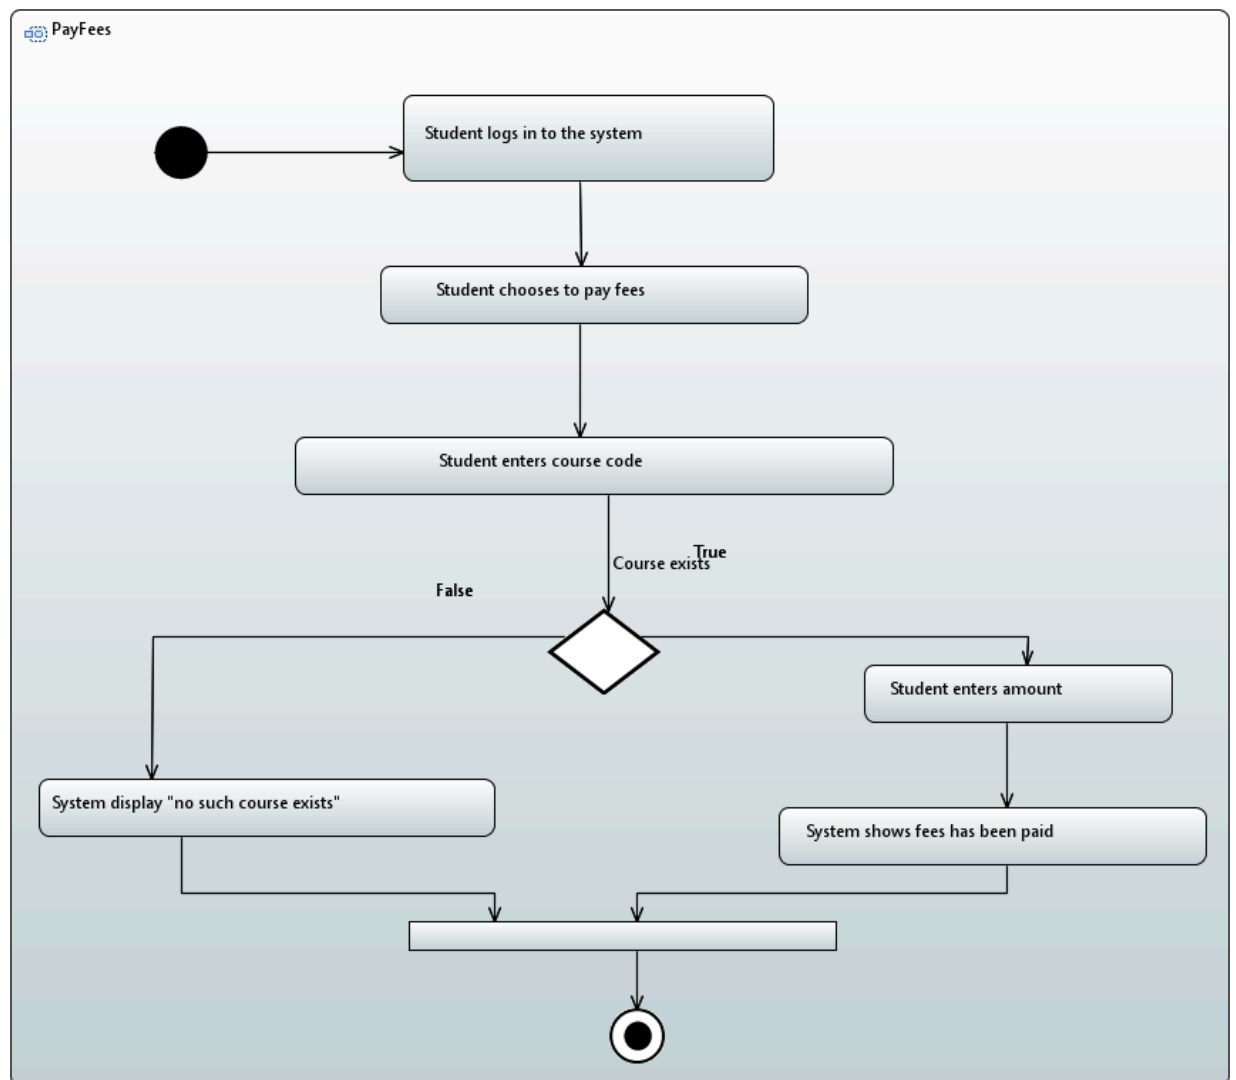 PayFees
Student logs in to the system
Student chooses to pay fees
Student enters course code
True
Course exists
False
Student enters amount
System display "no such course exists"
System shows fees has been paid